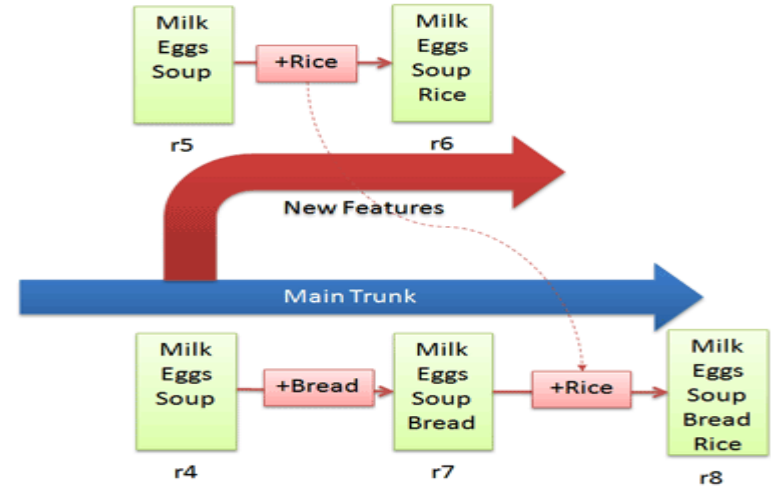 Milk
Eggs
Soup
+Rice
Milk
Eggs
Soup
Rice
r5
r6
New Features
Main Trunk
Milk
Eggs
Soup
+Bread
Milk
Eggs
Soup
Bread
+Rice
Milk
Eggs
Soup
Bread
Rice
r4
r7
r8